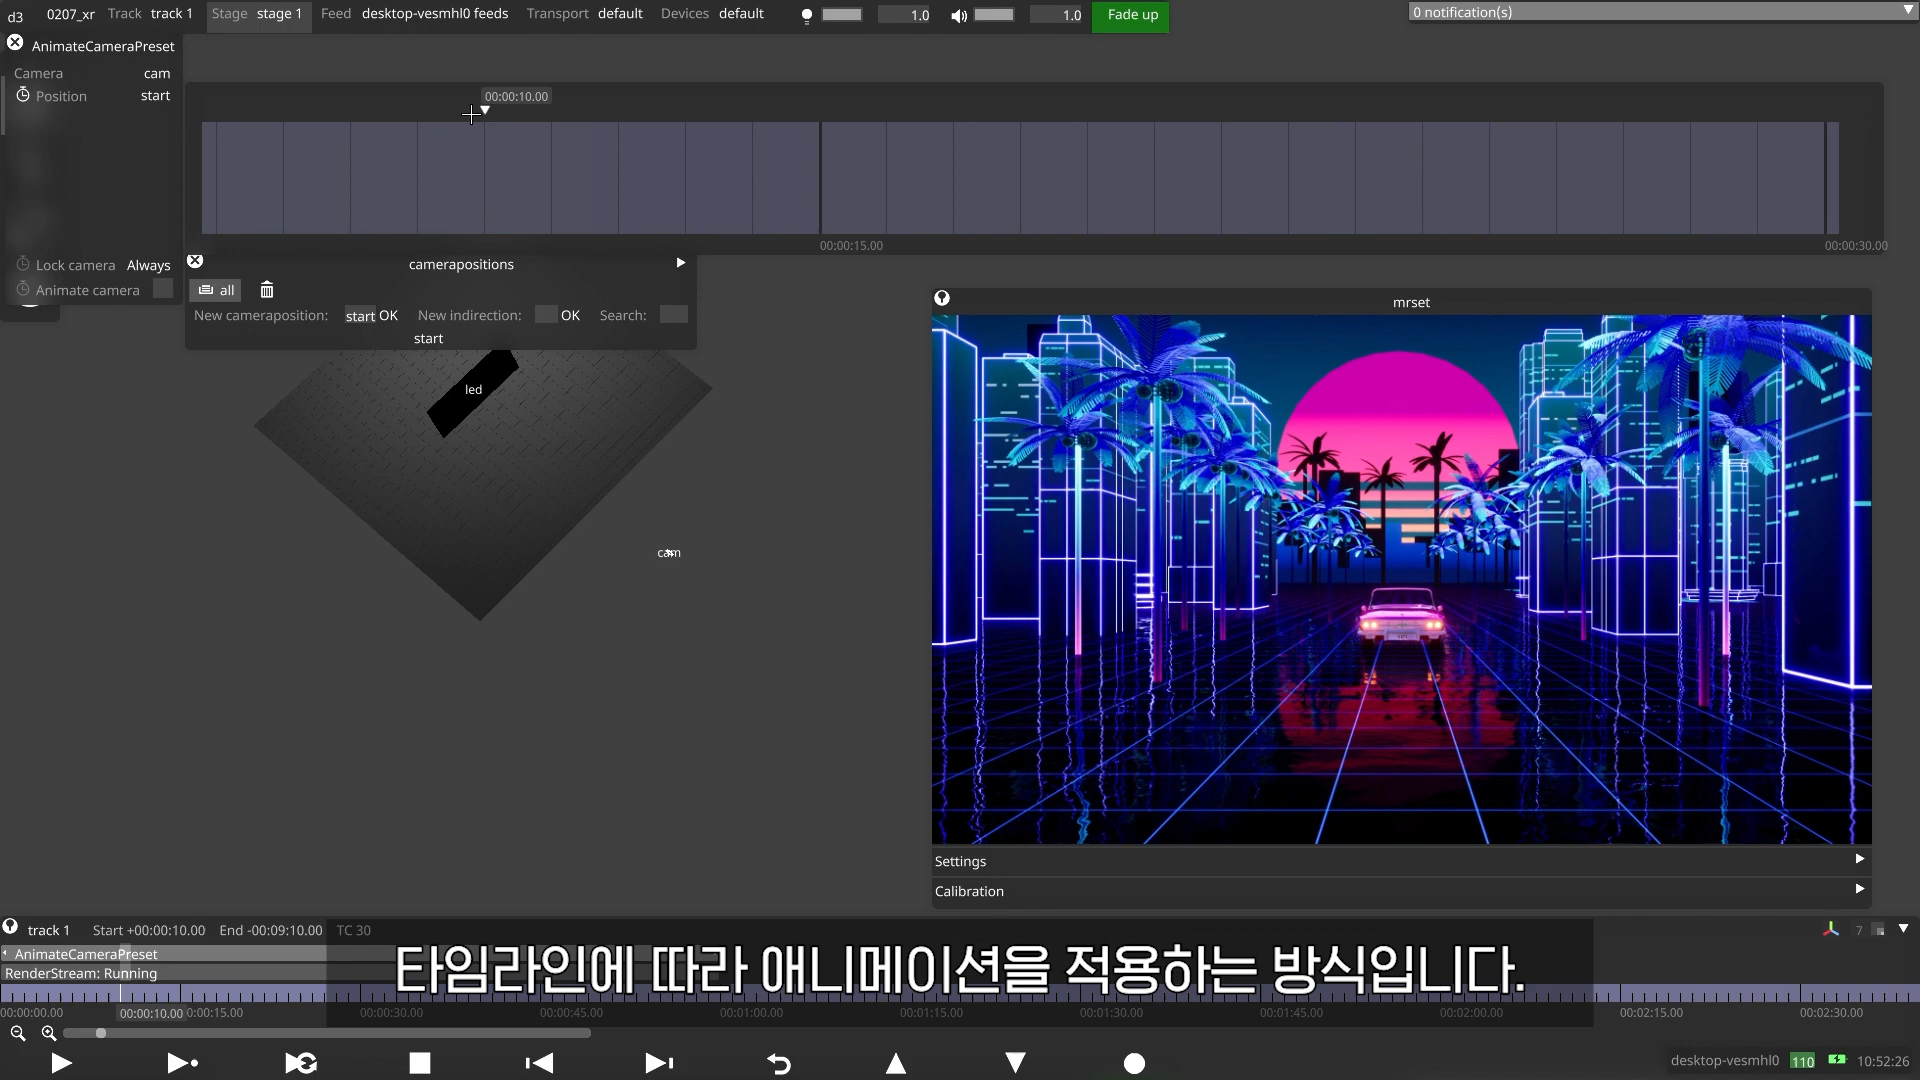 d3 0207_xr Track track 1 Stage stage 1 Feed desktop-vesmhl0 feeds Transport default Devices default 1.0 1.0 Fade up 0 notification(s)
AnimateCameraPreset
Camera cam
Position start
00:00:10.00
00:00:15.00 00:00:30.00
Lock camera Always
Animate camera
camerapositions
all
New cameraposition: start OK New indirection: OK Search:
start
led
cam
mrset
Settings
Calibration
track 1 Start +00:00:10.00 End -00:09:10.00 TC 30 7
AnimateCameraPreset
RenderStream: Running
타임라인에 따라 애니메이션을 적용하는 방식입니다.
00:00:00.00 00:00:10.00 0:00:15.00 00:00:30.00 00:00:45.00 00:01:00.00 00:01:15.00 00:01:30.00 00:01:45.00 00:02:00.00 00:02:15.00 00:02:30.00
desktop-vesmhl0 110 10:52:26